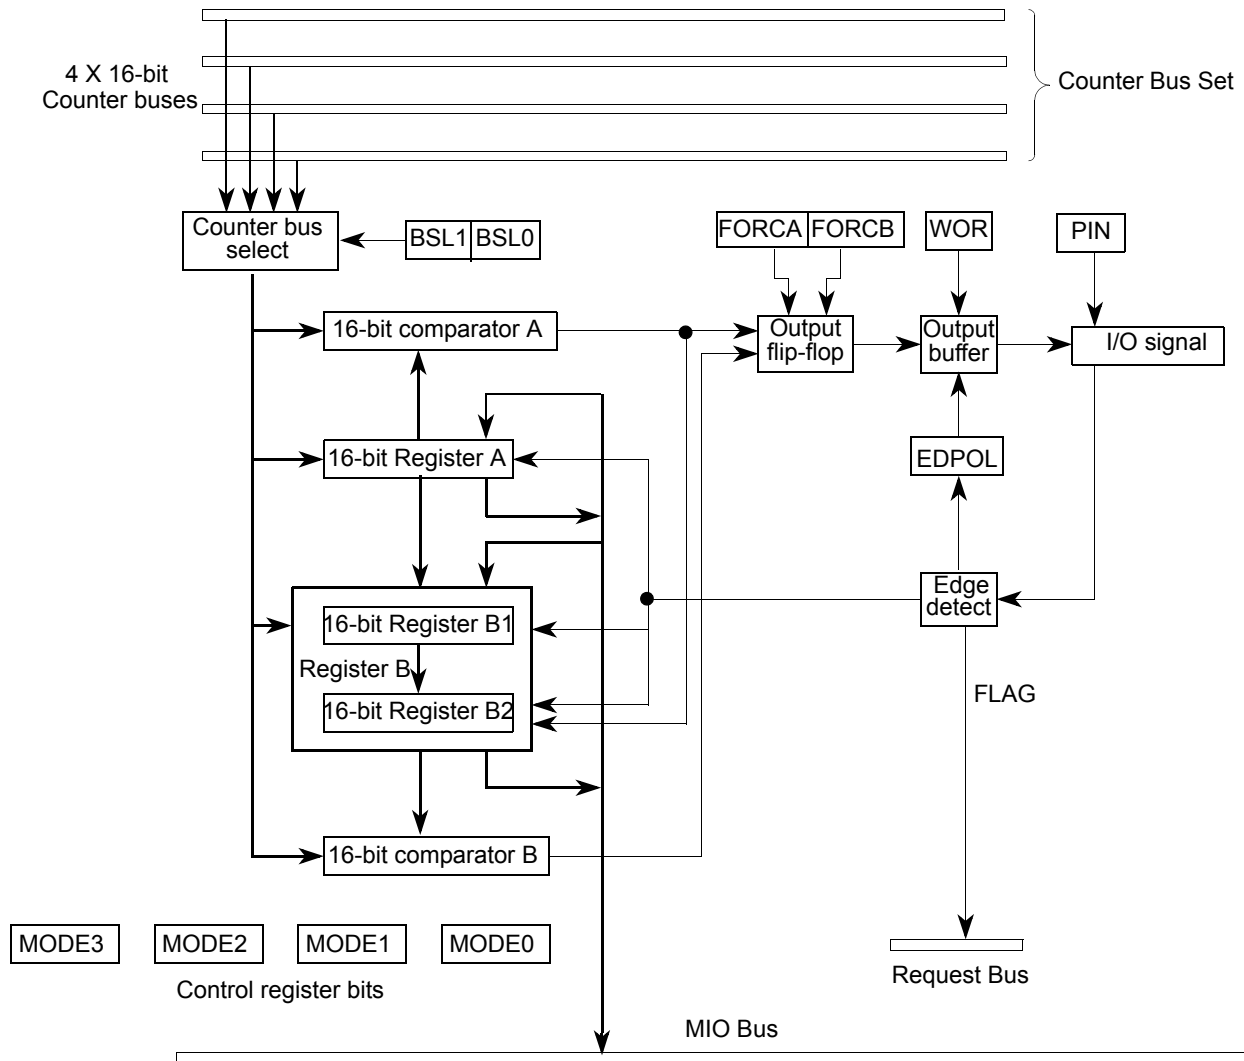 4 X 16-bit
Counter buses
Counter Bus Set
Counter bus
select
BSL1 BSL0
FORCA FORCB
WOR
PIN
16-bit comparator A
Output
flip-flop
Output
buffer
I/O signal
16-bit Register A
EDPOL
Edge
detect
16-bit Register B1
Register B
16-bit Register B2
FLAG
16-bit comparator B
MODE3 MODE2 MODE1 MODE0
Control register bits
Request Bus
MIO Bus